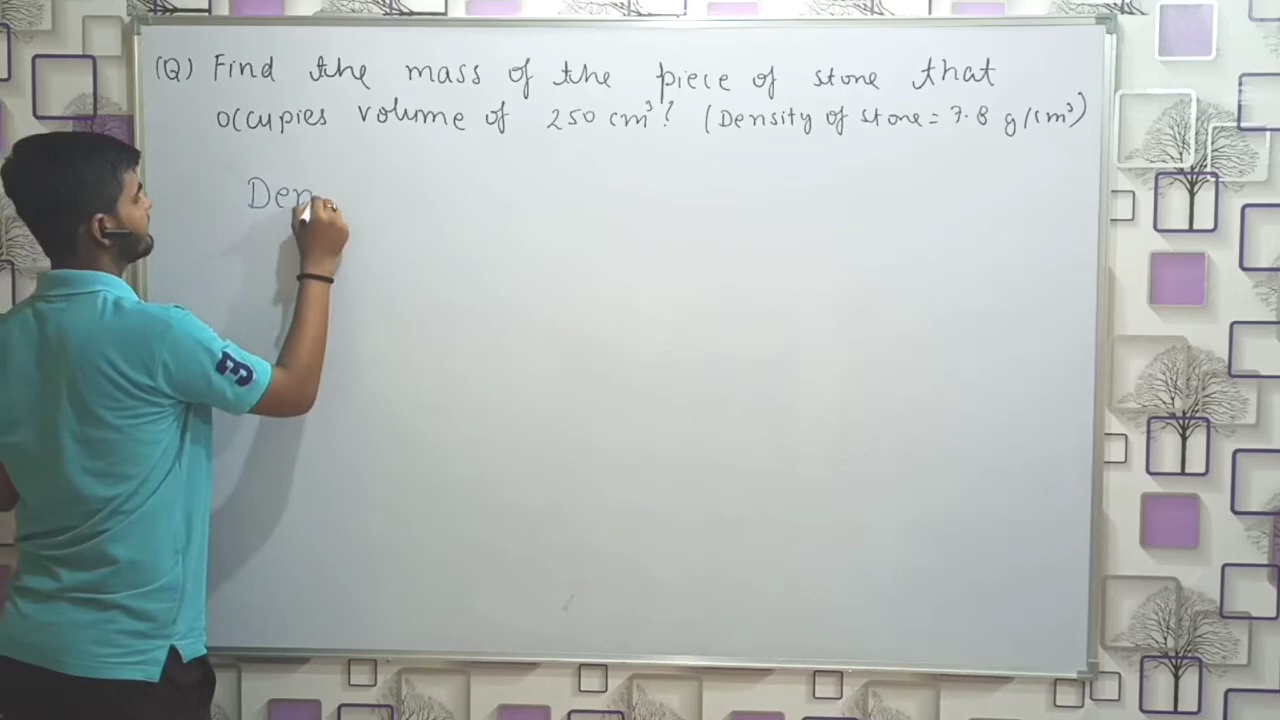 (Q) Find the mass of the piece of stone that
occupies volume of 250 cm³? (Density of stone = 7.8 g/cm³)
Den
3